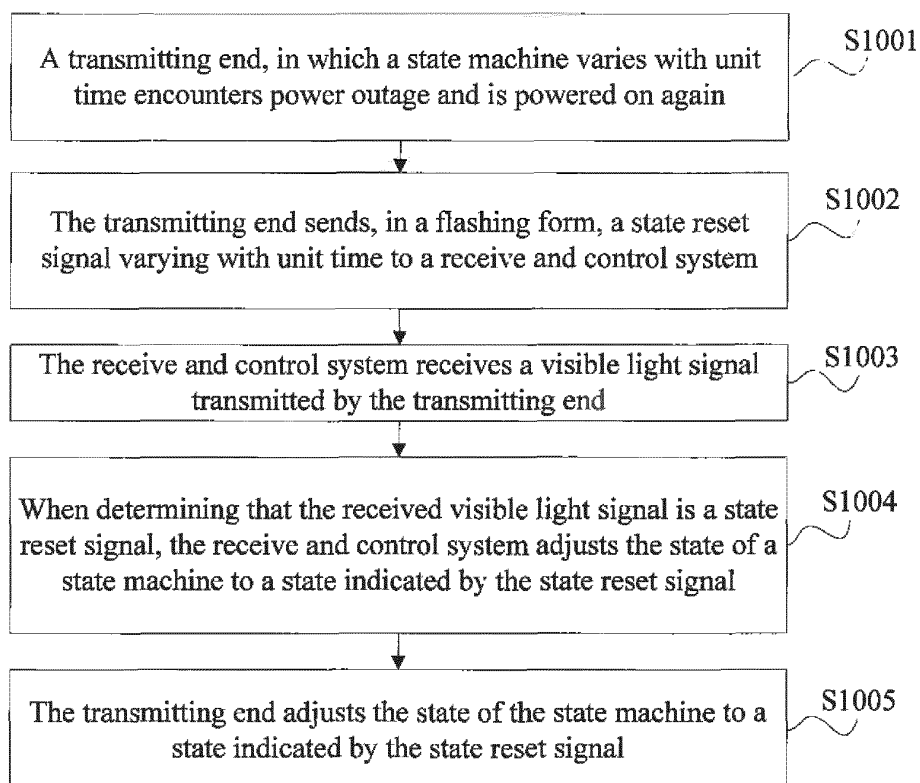 A transmitting end, in which a state machine varies with unit
time encounters power outage and is powered on again
S1001
The transmitting end sends, in a flashing form, a state reset
signal varying with unit time to a receive and control system
S1002
The receive and control system receives a visible light signal
transmitted by the transmitting end
S1003
When determining that the received visible light signal is a state
reset signal, the receive and control system adjusts the state of a
state machine to a state indicated by the state reset signal
S1004
The transmitting end adjusts the state of the state machine to a
state indicated by the state reset signal
S1005